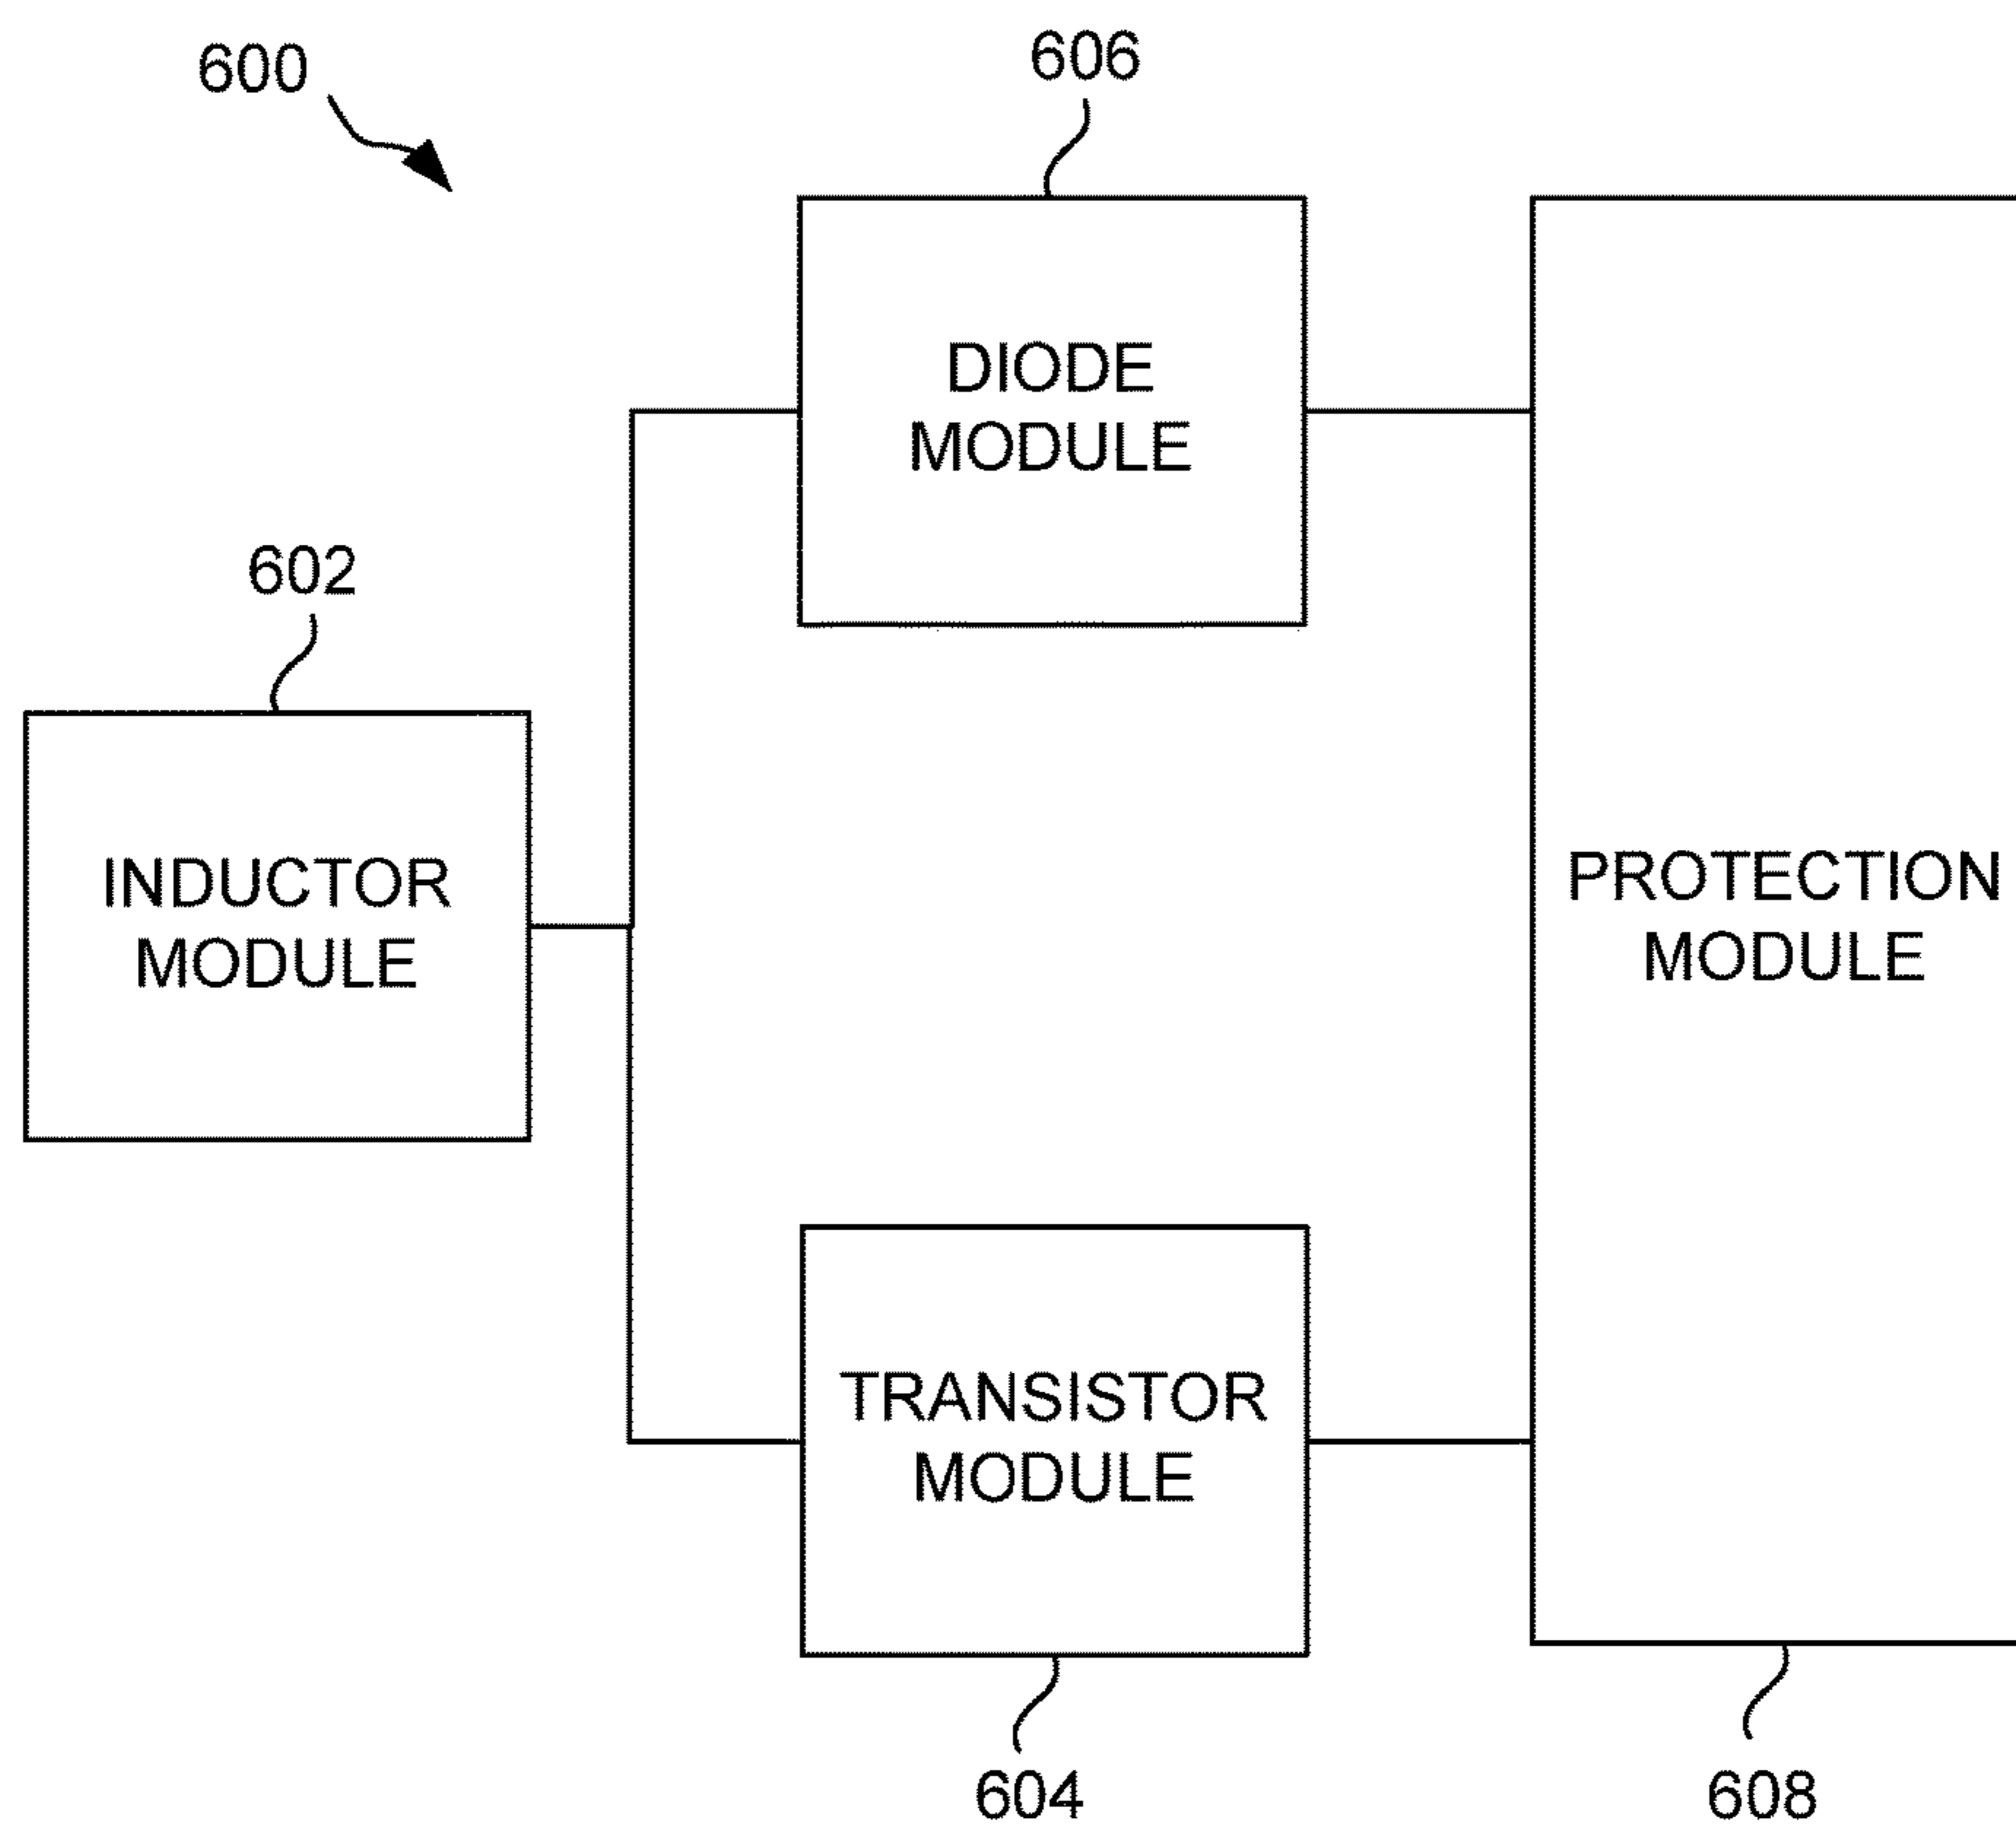 600
606
DIODE
MODULE
602
INDUCTOR
MODULE
PROTECTION
MODULE
TRANSISTOR
MODULE
604
608